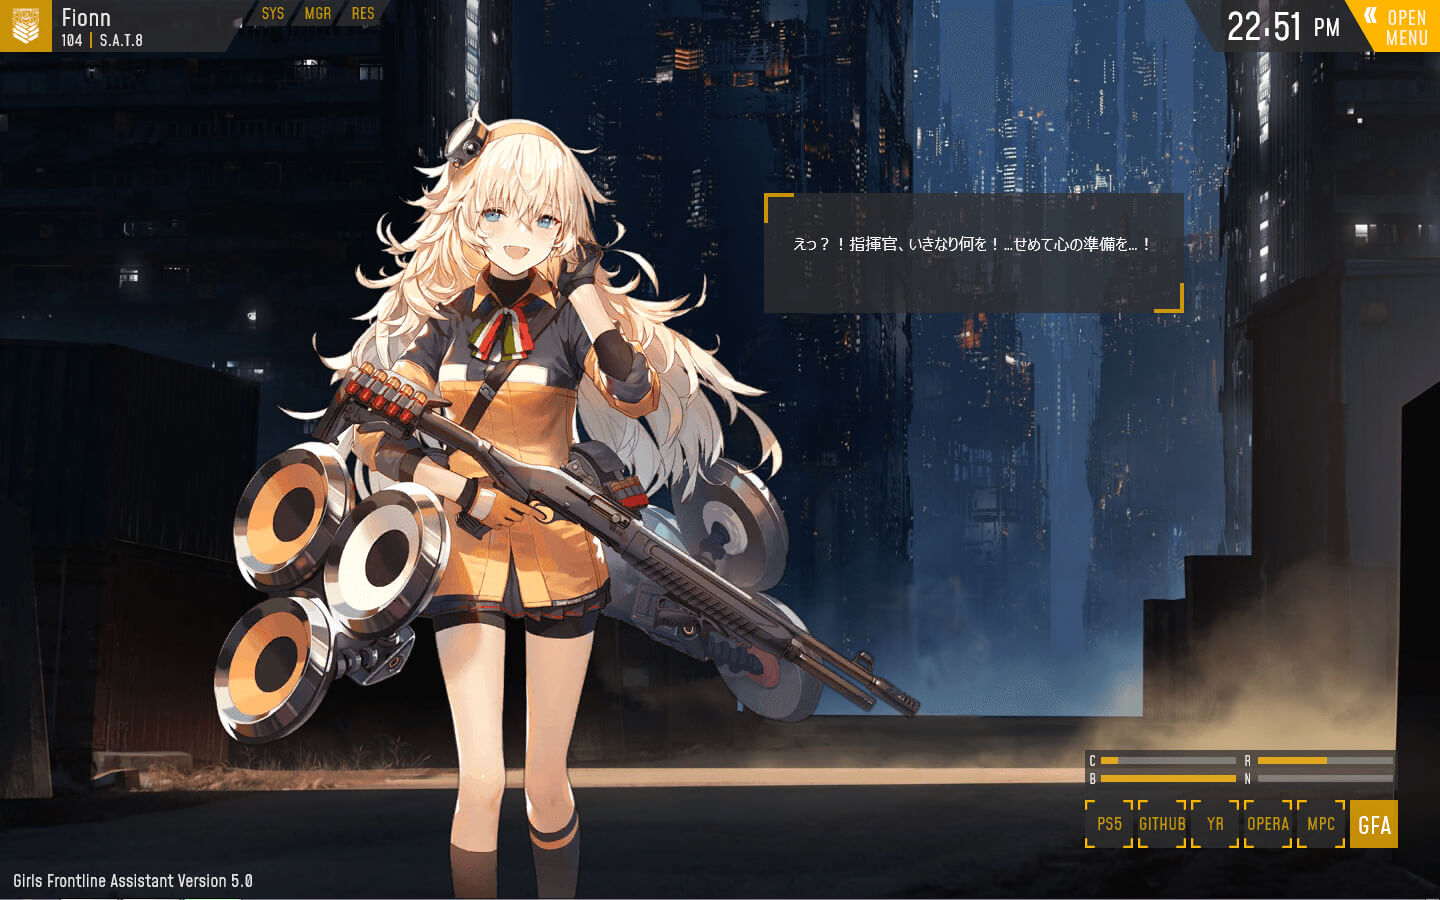 Fionn
104 | S.A.T.8
SYS MGR RES
22:51 PM
OPEN
MENU
えっ？！指揮官、いきなり何を！…せめて心の準備を…！
C R
B N
PS5 GITHUB YR OPERA MPC GFA
Girls Frontline Assistant Version 5.0